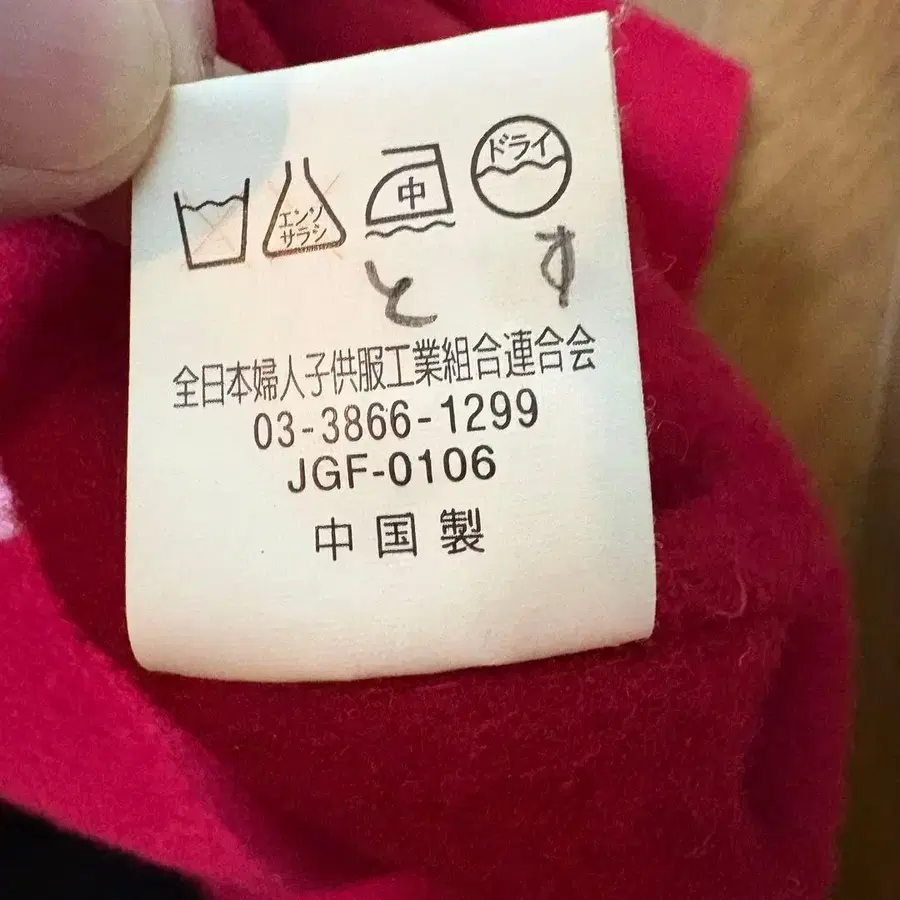 エンソ
サラシ
中
ドライ
と す
全日本婦人子供服工業組合連合会
03-3866-1299
JGF-0106
中国製